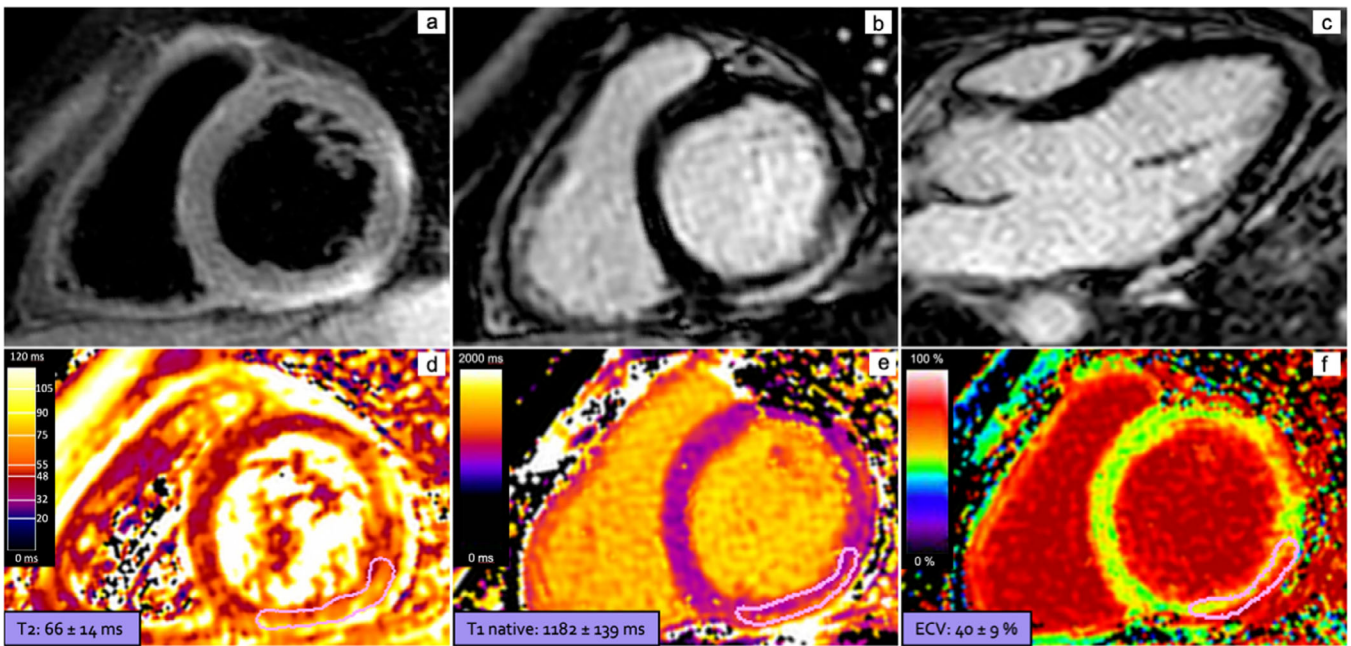 a
b
c
120 ms
105
90
75
55
48
32
20
0 ms
d
T2: 66 ± 14 ms
2000 ms
0 ms
e
T1 native: 1182 ± 139 ms
100 %
0 %
f
ECV: 40 ± 9 %